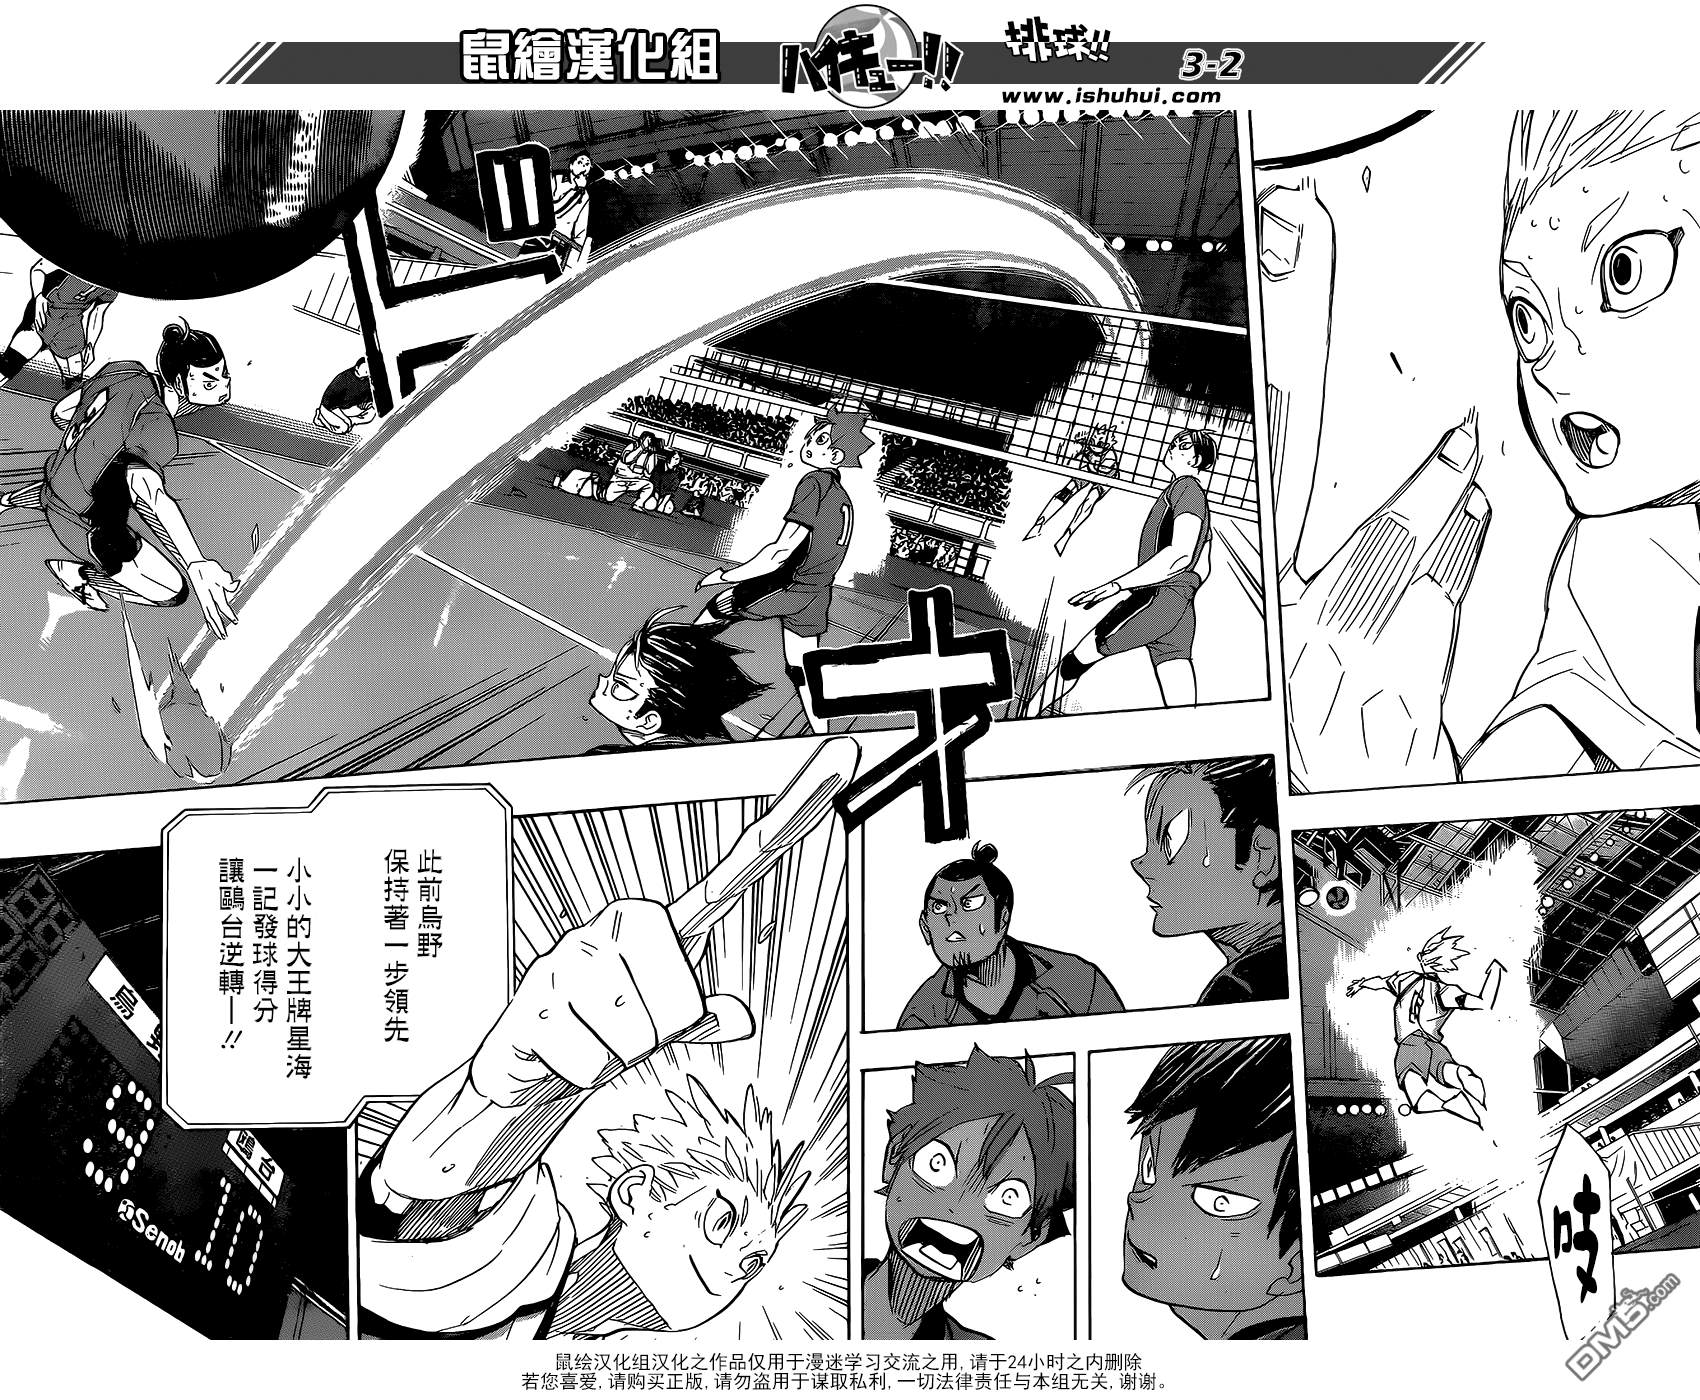 鼠繪漢化組
ハイキュー!!
排球!!
3-2
www.ishuhui.com
吱
此前烏野
保持著一步領先
小小的大王牌星海
一記發球得分
讓鷗台逆轉—!!
烏野
鷗台
9
10
Senoh
DM5.com
鼠绘汉化组汉化之作品仅用于漫迷学习交流之用,请于24小时之内删除
若您喜爱,请购买正版,请勿盗用于谋取私利,一切法律责任与本组无关,谢谢。